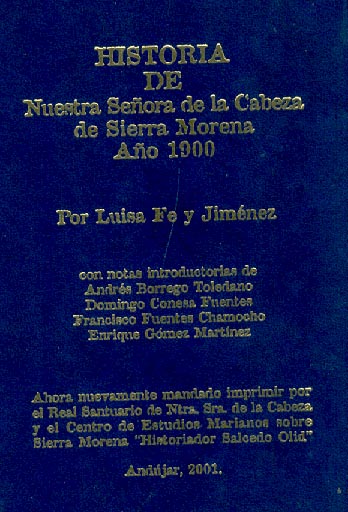 HISTORIA
DE
Nuestra Señora de la Cabeza
de Sierra Morena
Año 1900
Por Luisa Fe y Jiménez
con notas introductorias de
Andrés Borrego Toledano
Domingo Conesa Fuentes
Francisco Fuentes Chamocho
Enrique Gómez Martínez
Ahora nuevamente mandado imprimir por
el Real Santuario de Ntra. Sra. de la Cabeza
y el Centro de Estudios Marianos sobre
Sierra Morena "Historiador Salcedo Olid"
Andújar, 2001.